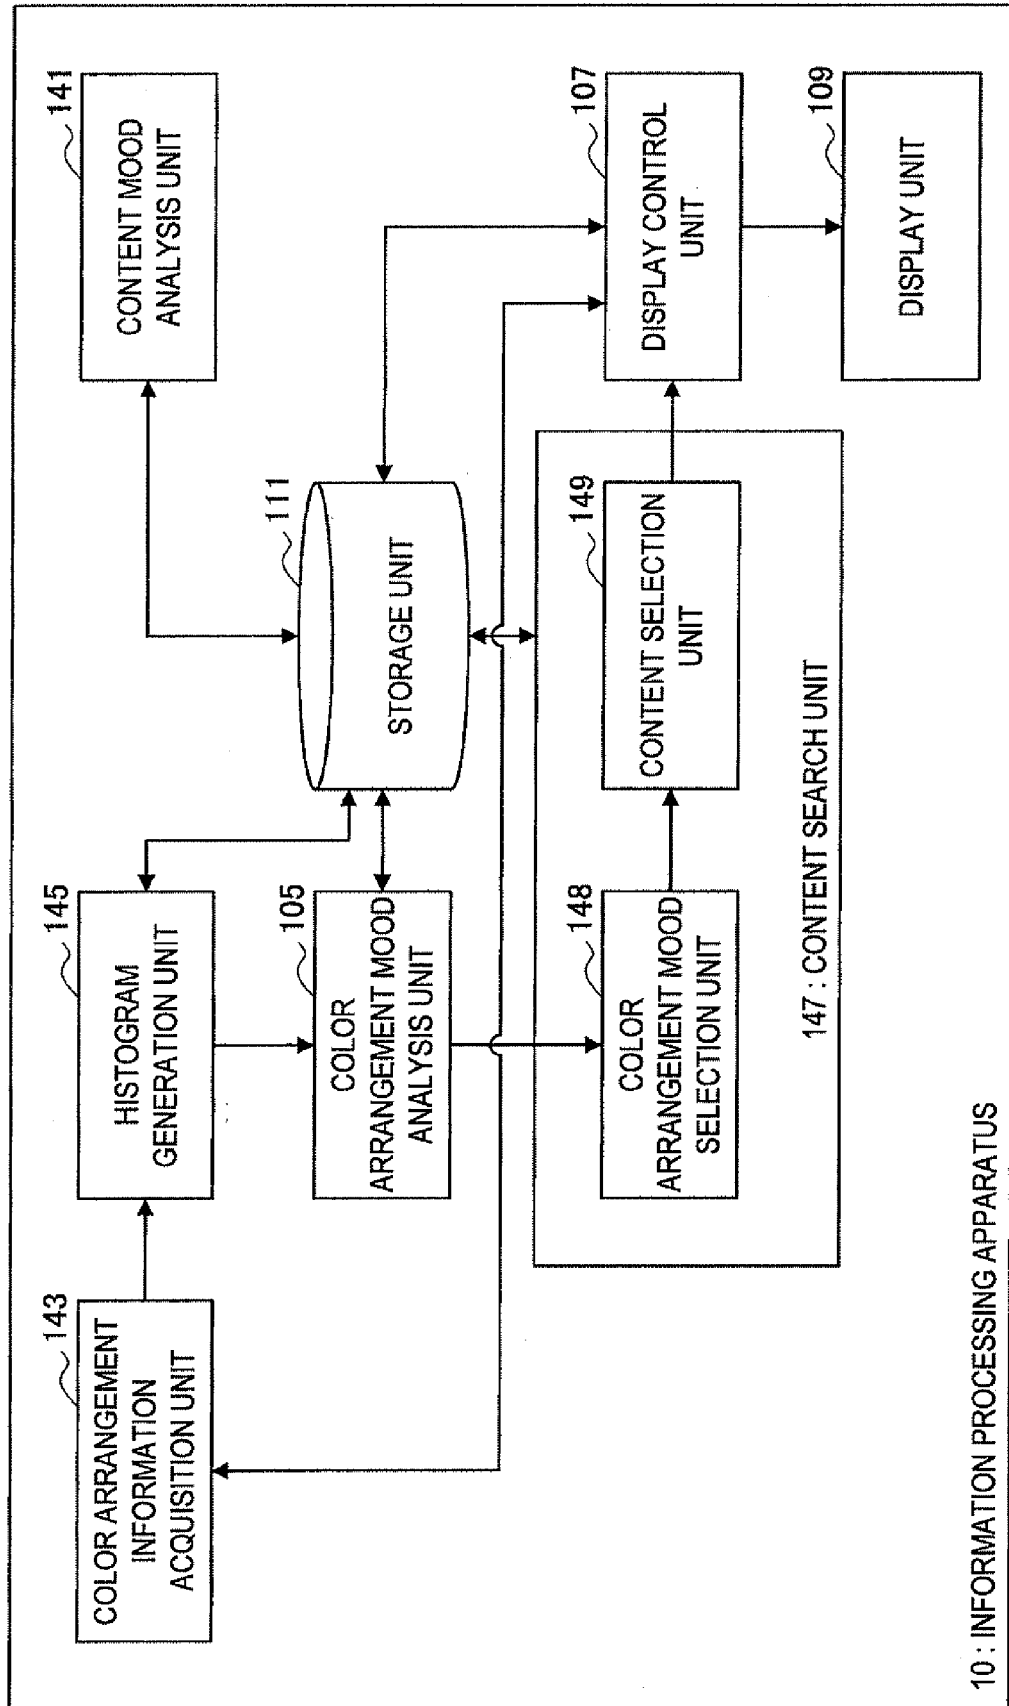 143
COLOR ARRANGEMENT
INFORMATION
ACQUISITION UNIT
145
HISTOGRAM
GENERATION UNIT
141
CONTENT MOOD
ANALYSIS UNIT
105
COLOR
ARRANGEMENT MOOD
ANALYSIS UNIT
111
STORAGE UNIT
148
COLOR
ARRANGEMENT MOOD
SELECTION UNIT
149
CONTENT SELECTION
UNIT
107
DISPLAY CONTROL
UNIT
147 : CONTENT SEARCH UNIT
109
DISPLAY UNIT
10 : INFORMATION PROCESSING APPARATUS